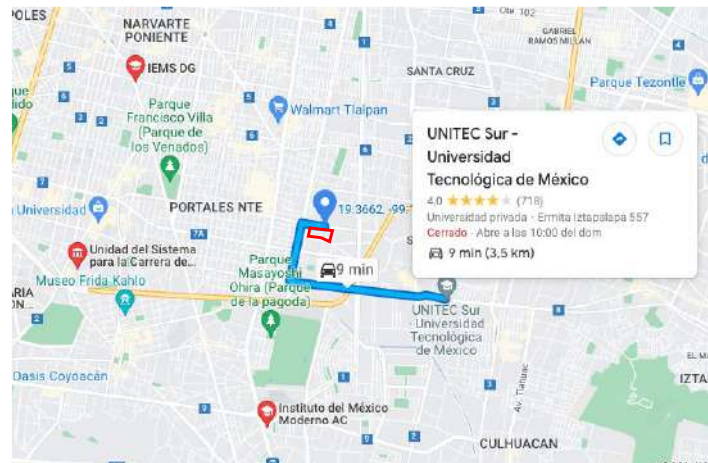 POLES
NARVARTE
PONIENTE
IEMS DG
GABRIEL
RAMOS MILLAN
SANTA CRUZ
Parque Tezontle
Parque
Francisco Villa
(Parque de
los Venados)
Walmart Tlalpan
UNITEC Sur -
Universidad
Tecnológica de México
4,0 (718)
Universidad privada · Ermita Iztapalapa 557
Cerrado · Abre a las 10:00 del dom
9 min (3,5 km)
Universidad
PORTALES NTE
19.3662, -99.
7A
Unidad del Sistema
para la Carrera de...
Museo Frida Kahlo
Parque
Masayoshi
Ohira (Parque
de la pagoda)
9 min
UNITEC Sur
- Universidad
Tecnológica
de México
Oasis Coyoacán
IZTA
Av. Tláhuac
Instituto del México
Moderno AC
CULHUACAN